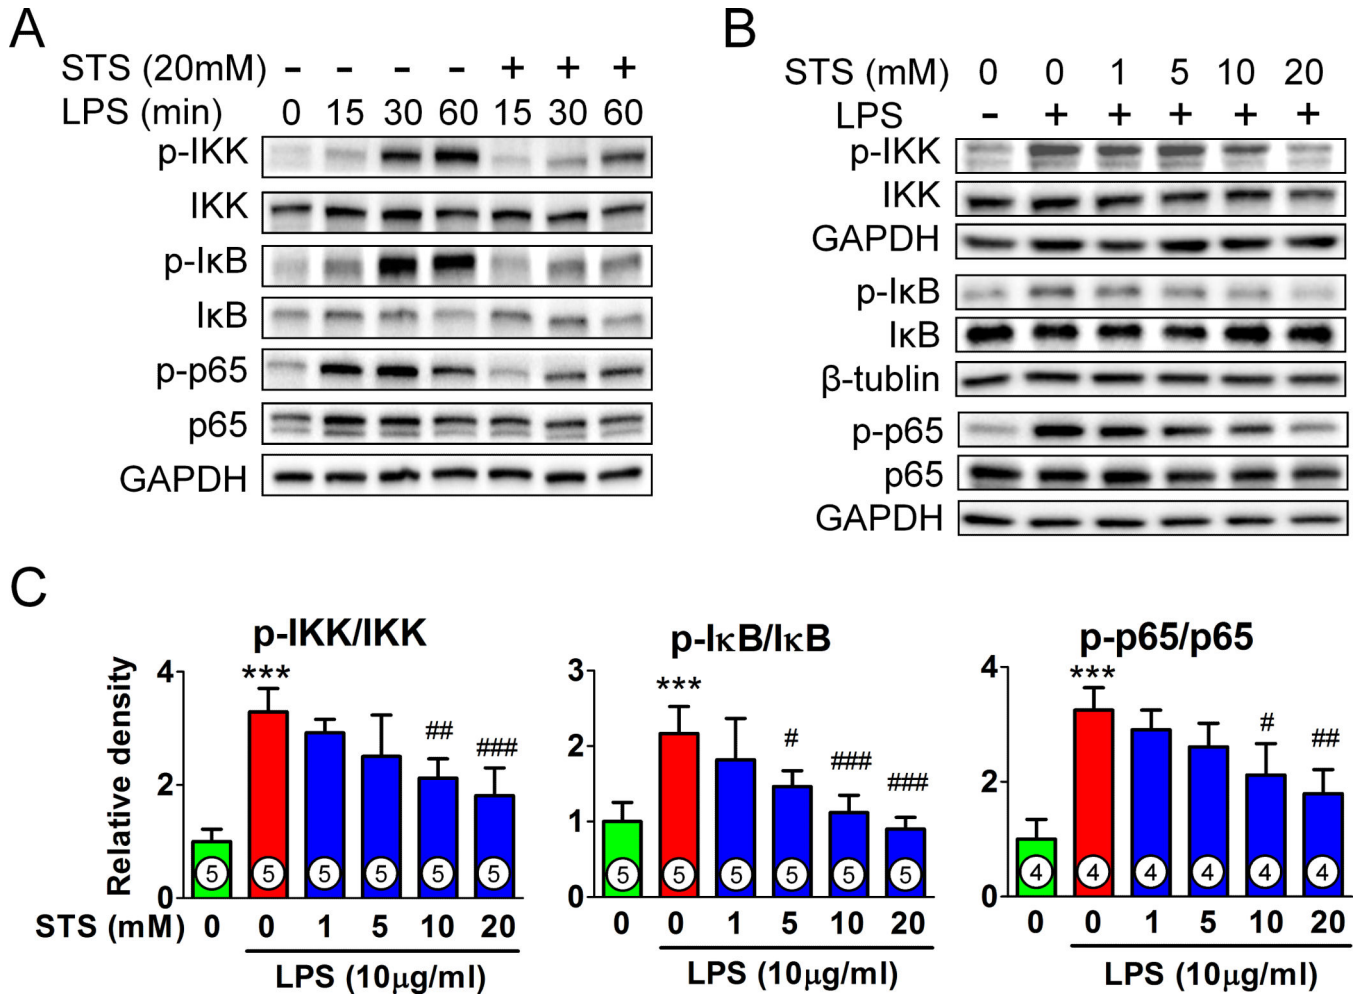 A
STS (20mM) - - - - + + +
LPS (min) 0 15 30 60 15 30 60
p-IKK
IKK
p-IκB
IκB
p-p65
p65
GAPDH
B
STS (mM) 0 0 1 5 10 20
LPS - + + + + +
p-IKK
IKK
GAPDH
p-IκB
IκB
β-tublin
p-p65
p65
GAPDH
C
p-IKK/IKK
Relative density
4
2
0
***
##
###
5 5 5 5 5 5
STS (mM) 0 0 1 5 10 20
LPS (10μg/ml)
p-IκB/IκB
3
2
1
0
***
#
###
###
5 5 5 5 5 5
0 0 1 5 10 20
LPS (10μg/ml)
p-p65/p65
4
2
0
***
#
##
4 4 4 4 4 4
0 0 1 5 10 20
LPS (10μg/ml)